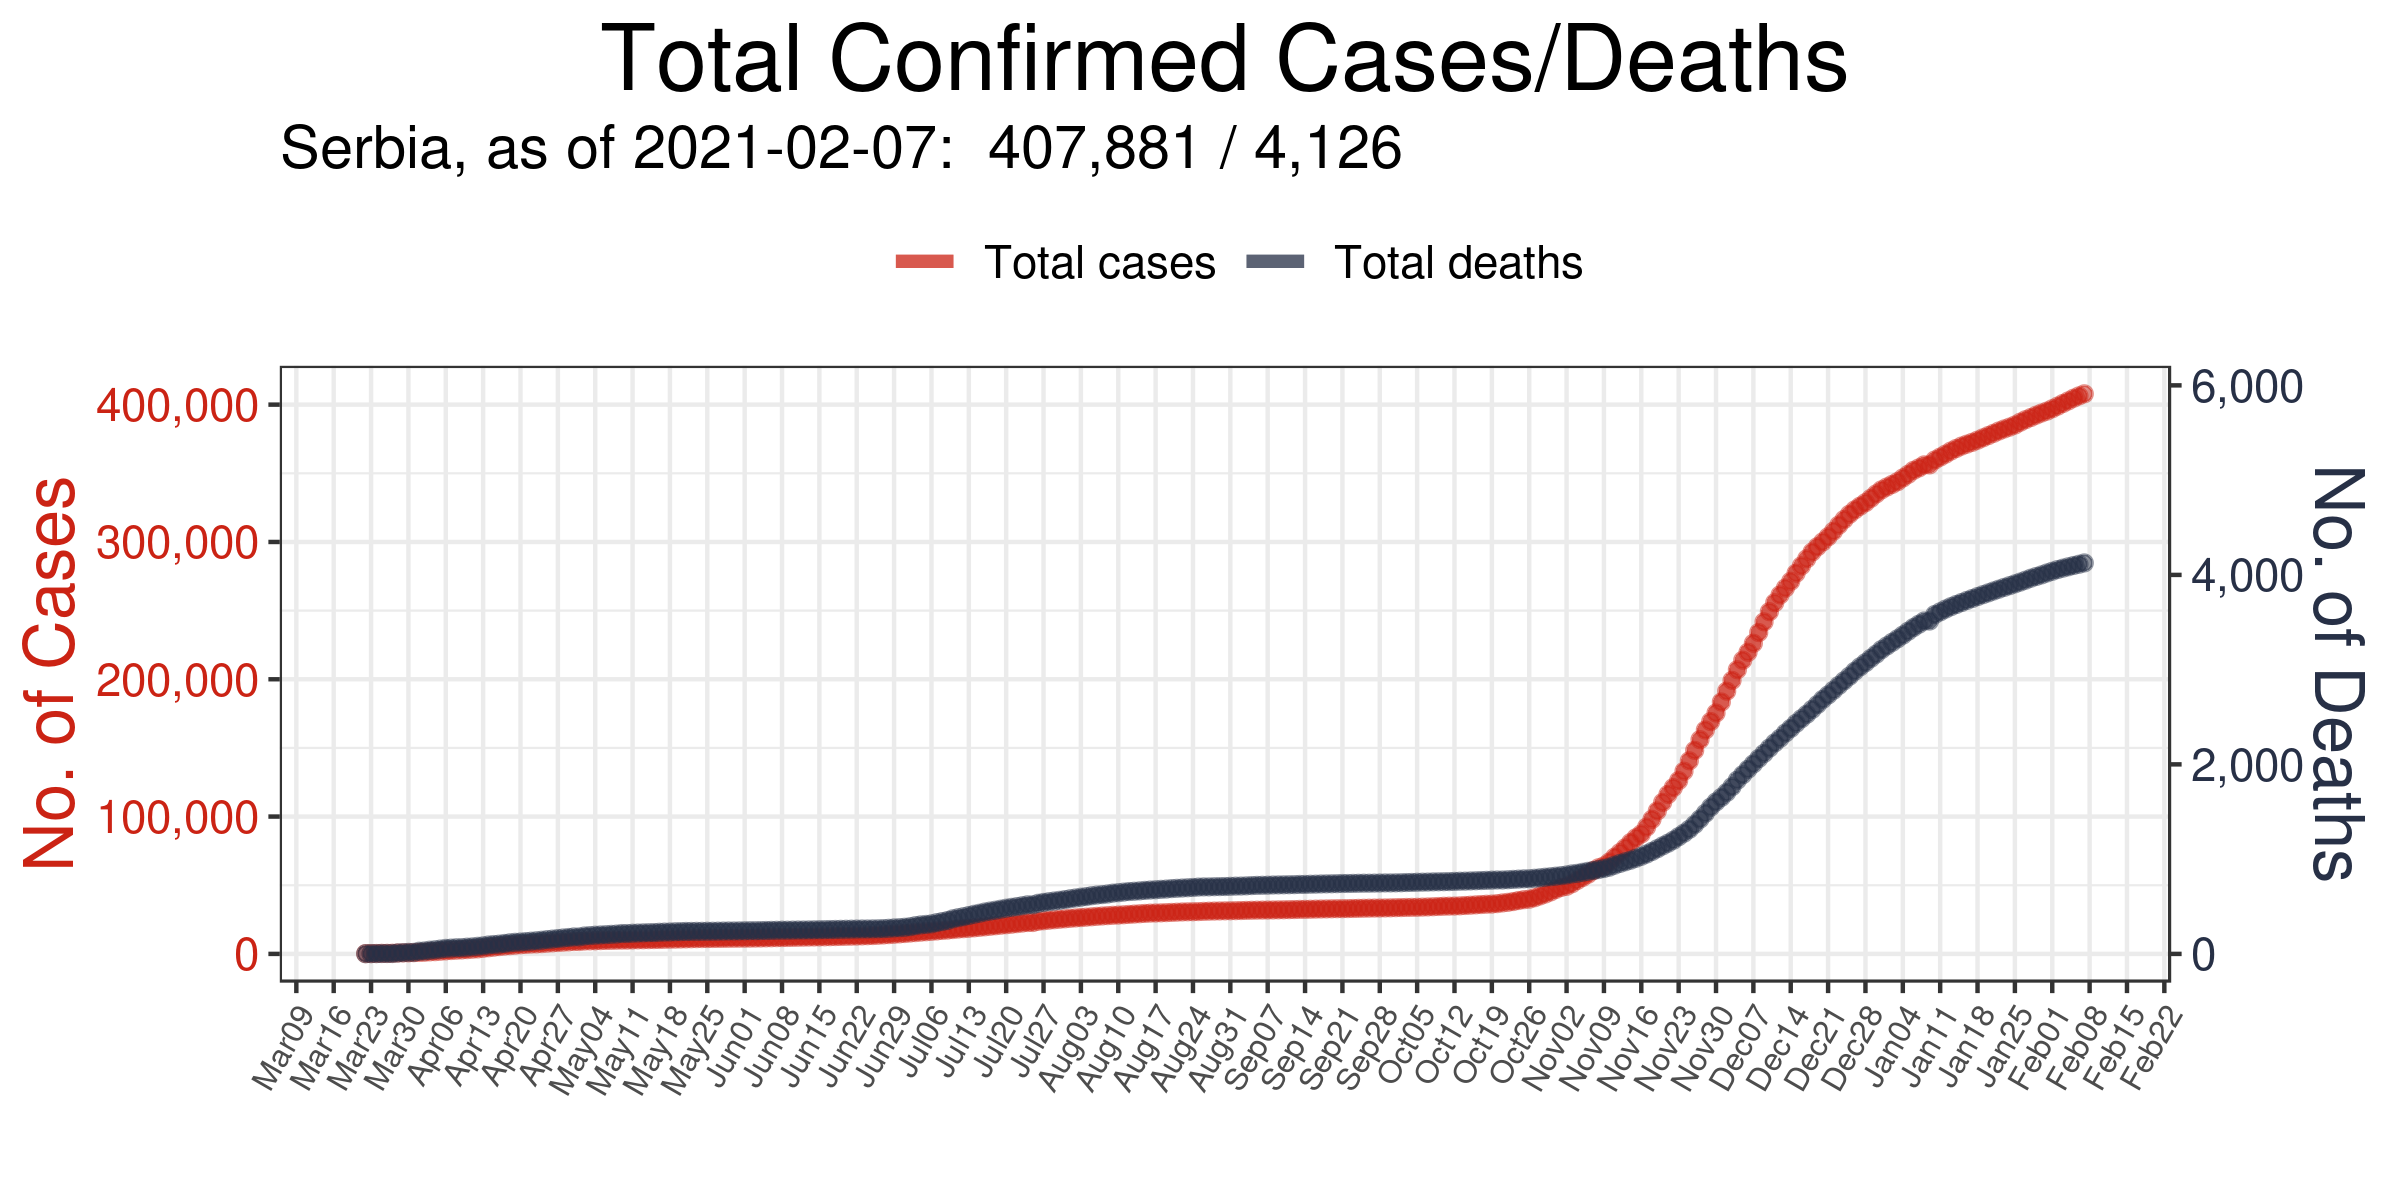 Total Confirmed Cases/Deaths
Serbia, as of 2021-02-07: 407,881 / 4,126
Total cases
Total deaths
No. of Cases
400,000
300,000
200,000
100,000
0
6,000
4,000
2,000
0
No. of Deaths
Mar09
Mar16
Mar23
Mar30
Apr06
Apr13
Apr20
Apr27
May04
May11
May18
May25
Jun01
Jun08
Jun15
Jun22
Jun29
Jul06
Jul13
Jul20
Jul27
Aug03
Aug10
Aug17
Aug24
Aug31
Sep07
Sep14
Sep21
Sep28
Oct05
Oct12
Oct19
Oct26
Nov02
Nov09
Nov16
Nov23
Nov30
Dec07
Dec14
Dec21
Dec28
Jan04
Jan11
Jan18
Jan25
Feb01
Feb08
Feb15
Feb22